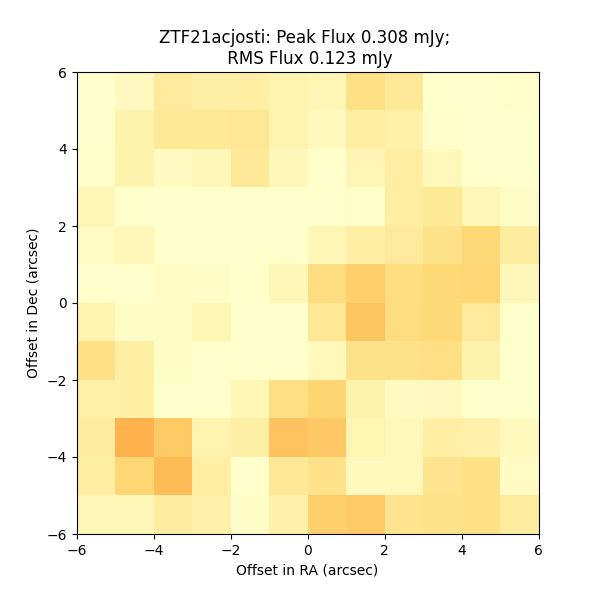 ZTF21acjosti: Peak Flux 0.308 mJy;
RMS Flux 0.123 mJy
6
4
2
0
−2
−4
−6
Offset in Dec (arcsec)
−6 −4 −2 0 2 4 6
Offset in RA (arcsec)